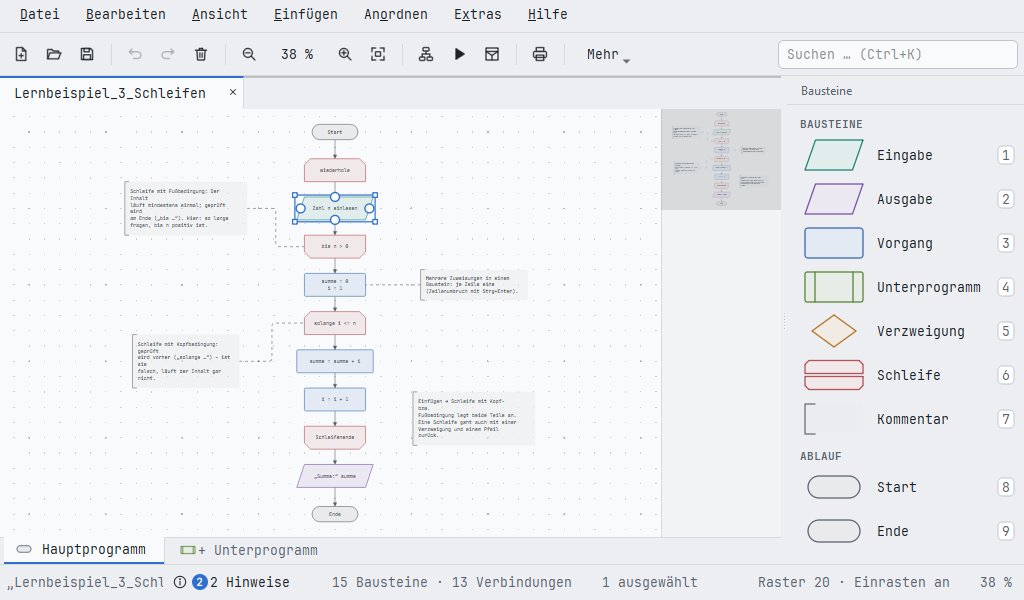 Datei Bearbeiten Ansicht Einfügen Anordnen Extras Hilfe
38 % Mehr Suchen … (Ctrl+K)
Lernbeispiel_3_Schleifen ×
Bausteine
BAUSTEINE
Eingabe 1
Ausgabe 2
Vorgang 3
Unterprogramm 4
Verzweigung 5
Schleife 6
Kommentar 7
ABLAUF
Start 8
Ende 9
Start
wiederhole
Schleife mit Fußbedingung: Der
Inhalt
läuft mindestens einmal; geprüft
wird
am Ende („bis …“). Hier: so lange
fragen, bis n positiv ist.
Zahl n einlesen
bis n > 0
summe = 0
i = 1
Mehrere Zuweisungen in einem
Baustein: je Zeile eine
(Zeilenumbruch mit Strg+Enter).
solange i <= n
Schleife mit Kopfbedingung:
geprüft
wird vorher („solange …“) – ist
sie
falsch, läuft der Inhalt gar
nicht.
summe = summe + i
i = i + 1
Einfügen → Schleife mit Kopf-
bzw.
Fußbedingung legt beide Teile an.
Eine Schleife geht auch mit einer
Verzweigung und einem Pfeil
zurück.
Schleifenende
„Summe:“ summe
Ende
Hauptprogramm + Unterprogramm
„Lernbeispiel_3_Schl 2 2 Hinweise 15 Bausteine · 13 Verbindungen 1 ausgewählt Raster 20 · Einrasten an 38 %